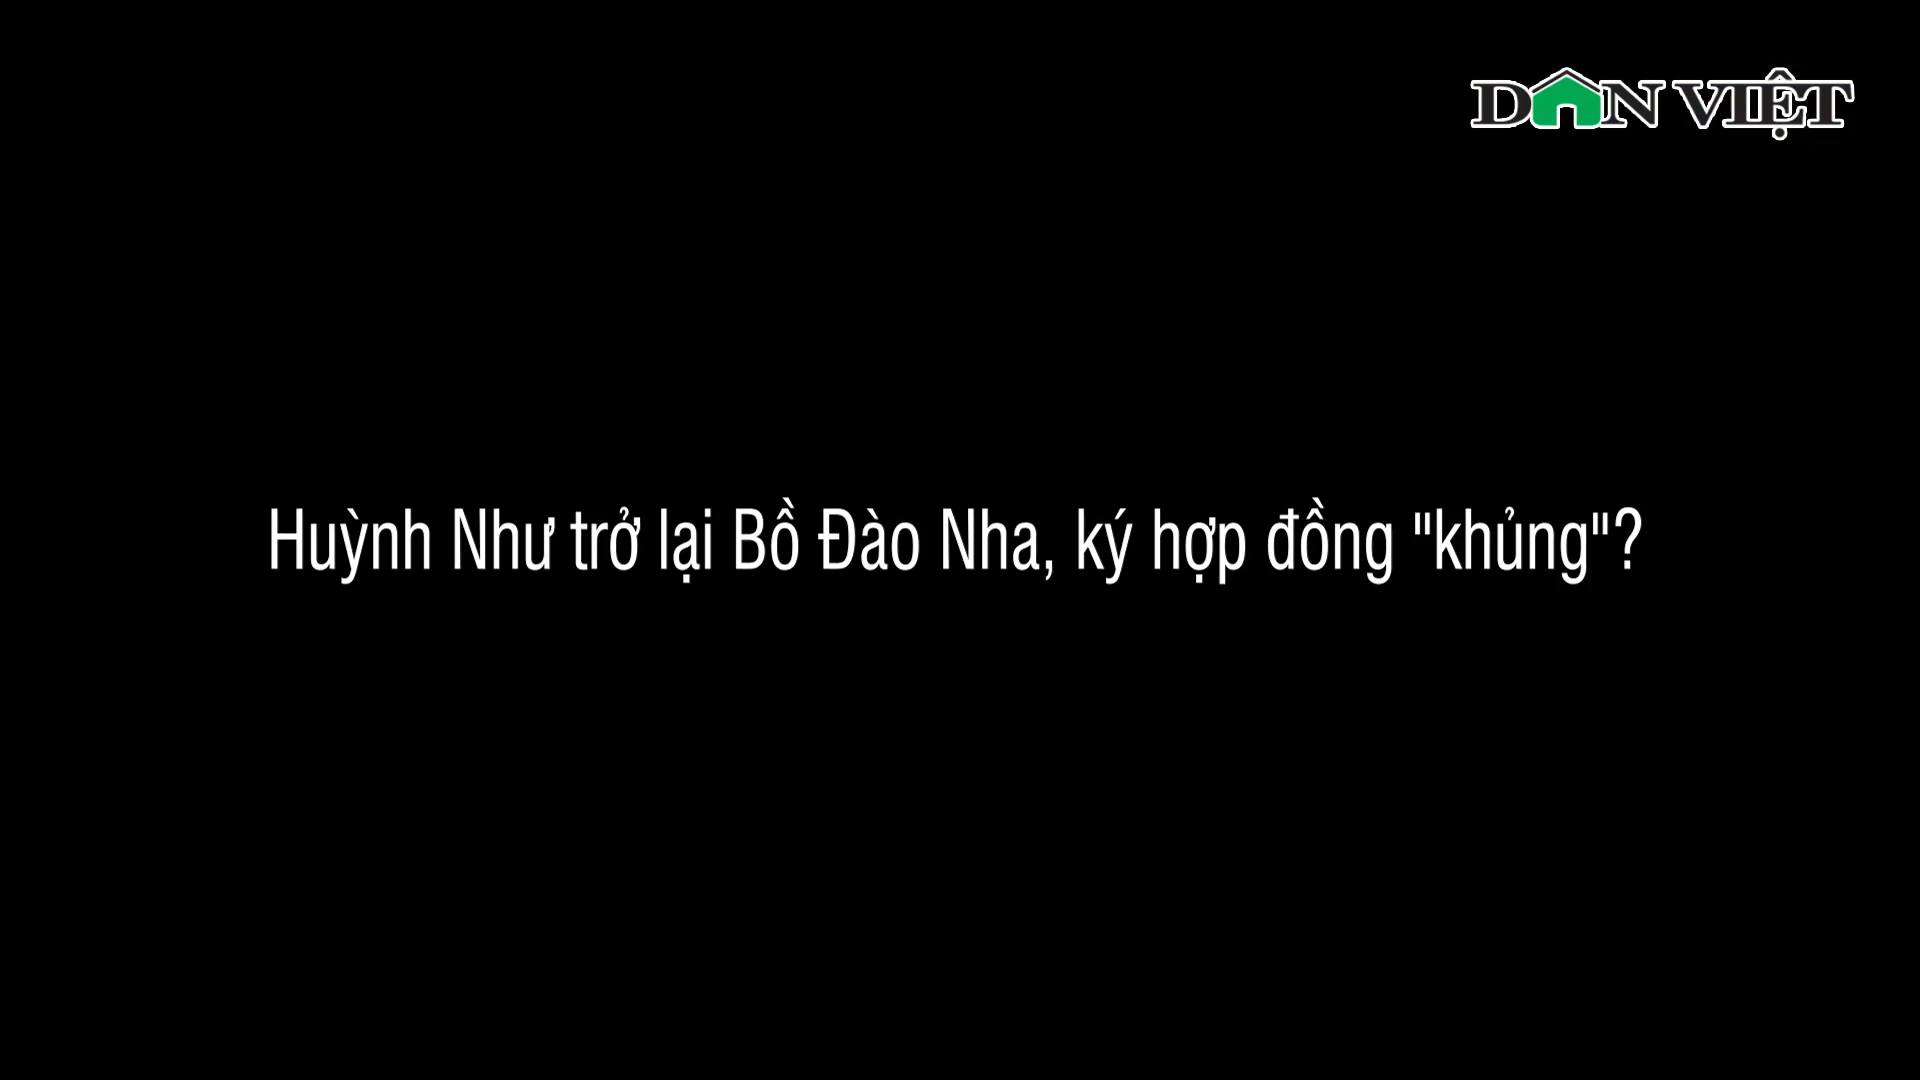 DÂN VIỆT
Huỳnh Như trở lại Bồ Đào Nha, ký hợp đồng "khủng"?